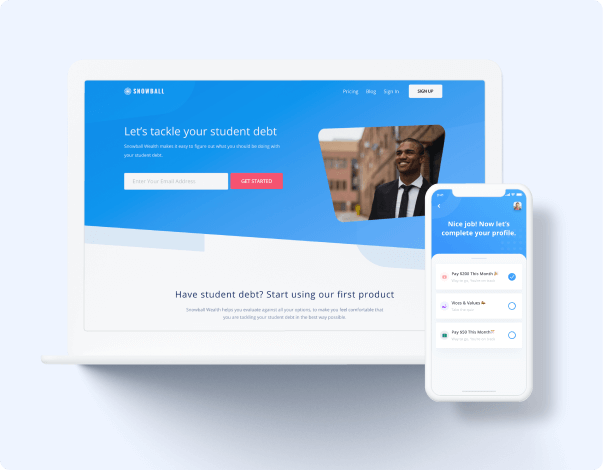 SNOWBALL
Pricing Blog Sign In SIGN UP
Let's tackle your student debt
Snowball Wealth makes it easy to figure out what you should be doing with
your student debt.
Enter Your Email Address GET STARTED
Have student debt? Start using our first product
Snowball Wealth helps you evaluate against all your options, to make you feel comfortable that
you are tackling your student debt in the best way possible.
Nice job! Now let's
complete your profile.
Pay $200 This Month
Vices & Values
Pay $50 This Month